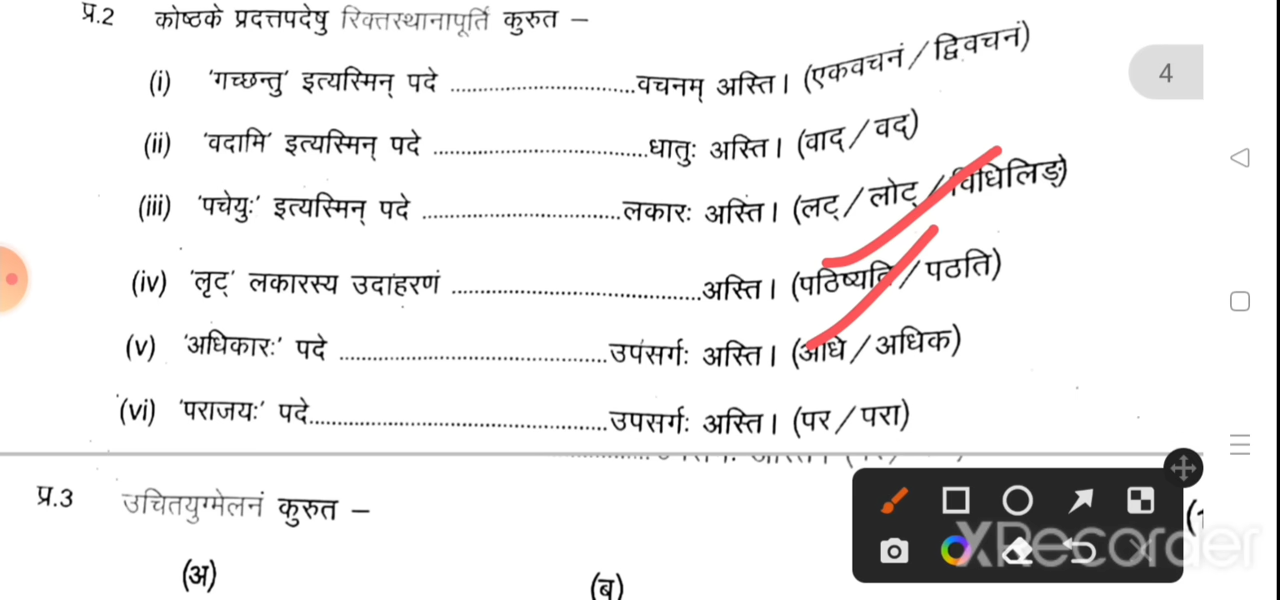 प्र.2 कोष्ठके प्रदत्तपदेषु रिक्तस्थानापूर्ति कुरुत –
(i) 'गच्छन्तु' इत्यस्मिन् पदे ..............................वचनम् अस्ति। (एकवचनं / द्विवचनं)
4
(ii) 'वदामि' इत्यस्मिन् पदे ..............................धातुः अस्ति। (वाद् / वद्)
(iii) 'पचेयुः' इत्यस्मिन् पदे ..............................लकारः अस्ति। (लट् / लोट् / विधिलिङ्)
(iv) 'लृट्' लकारस्य उदाहरणं ..............................अस्ति। (पठिष्यति / पठति)
(v) 'अधिकारः' पदे ..............................उपसर्गः अस्ति। (अधि / अधिक)
(vi) 'पराजयः' पदे..............................उपसर्गः अस्ति। (पर / परा)
प्र.3 उचितयुग्मेलनं कुरुत –
(अ) (ब)
XRecorder